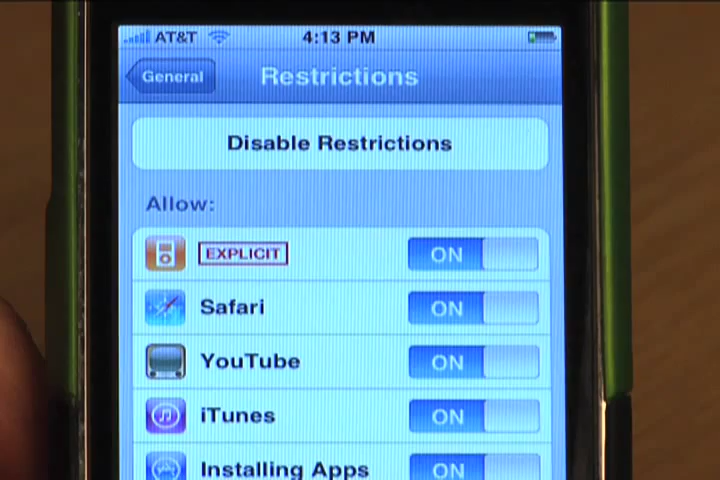 AT&T 4:13 PM
General Restrictions
Disable Restrictions
Allow:
EXPLICIT ON
Safari ON
YouTube ON
iTunes ON
Installing Apps ON